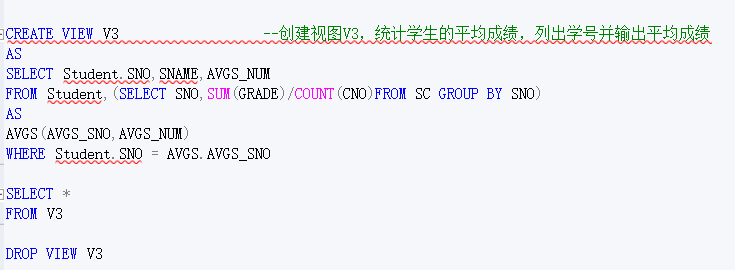 CREATE VIEW V3 --创建视图V3，统计学生的平均成绩，列出学号并输出平均成绩
AS
SELECT Student.SNO,SNAME,AVGS_NUM
FROM Student,(SELECT SNO,SUM(GRADE)/COUNT(CNO)FROM SC GROUP BY SNO)
AS
AVGS(AVGS_SNO,AVGS_NUM)
WHERE Student.SNO = AVGS.AVGS_SNO
SELECT *
FROM V3
DROP VIEW V3